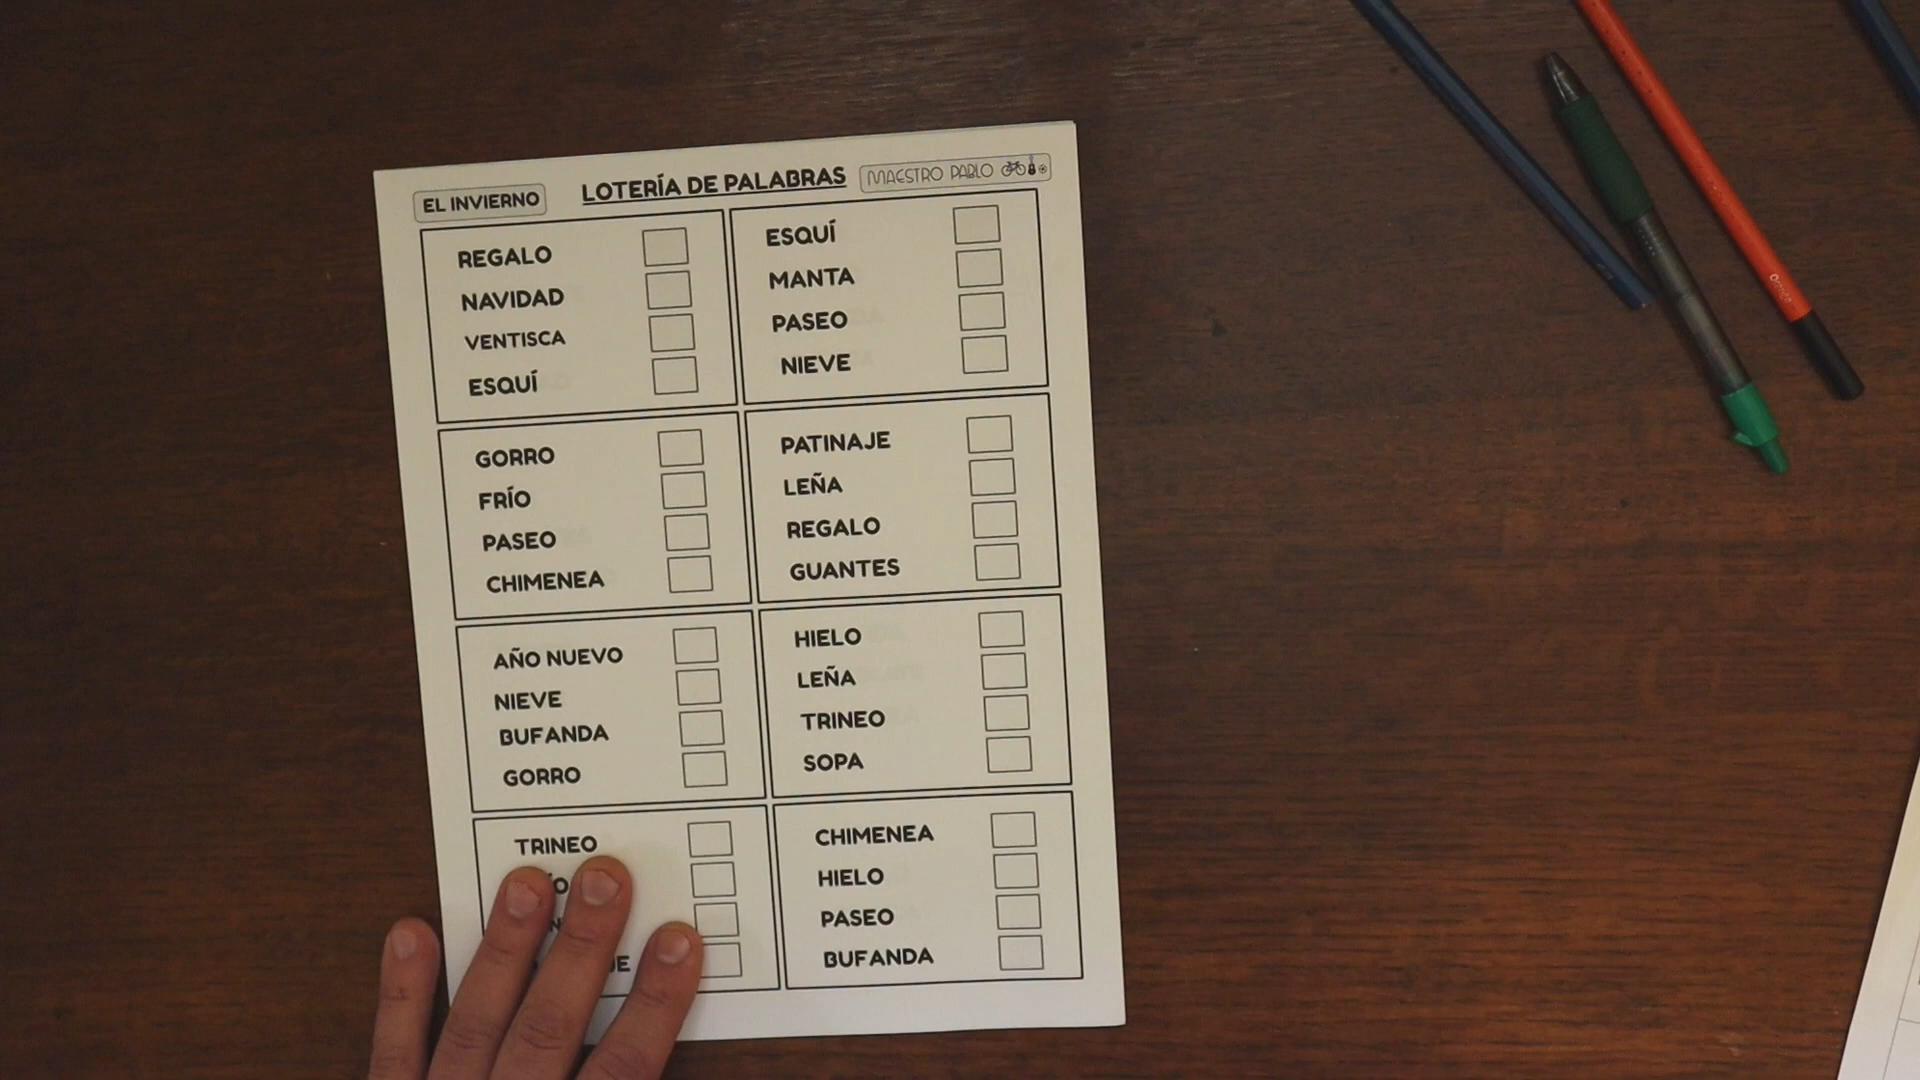 EL INVIERNO
LOTERÍA DE PALABRAS
MAESTRO PABLO
REGALO
NAVIDAD
VENTISCA
ESQUÍ
ESQUÍ
MANTA
PASEO
NIEVE
GORRO
FRÍO
PASEO
CHIMENEA
PATINAJE
LEÑA
REGALO
GUANTES
AÑO NUEVO
NIEVE
BUFANDA
GORRO
HIELO
LEÑA
TRINEO
SOPA
TRINEO
CHIMENEA
HIELO
PASEO
BUFANDA